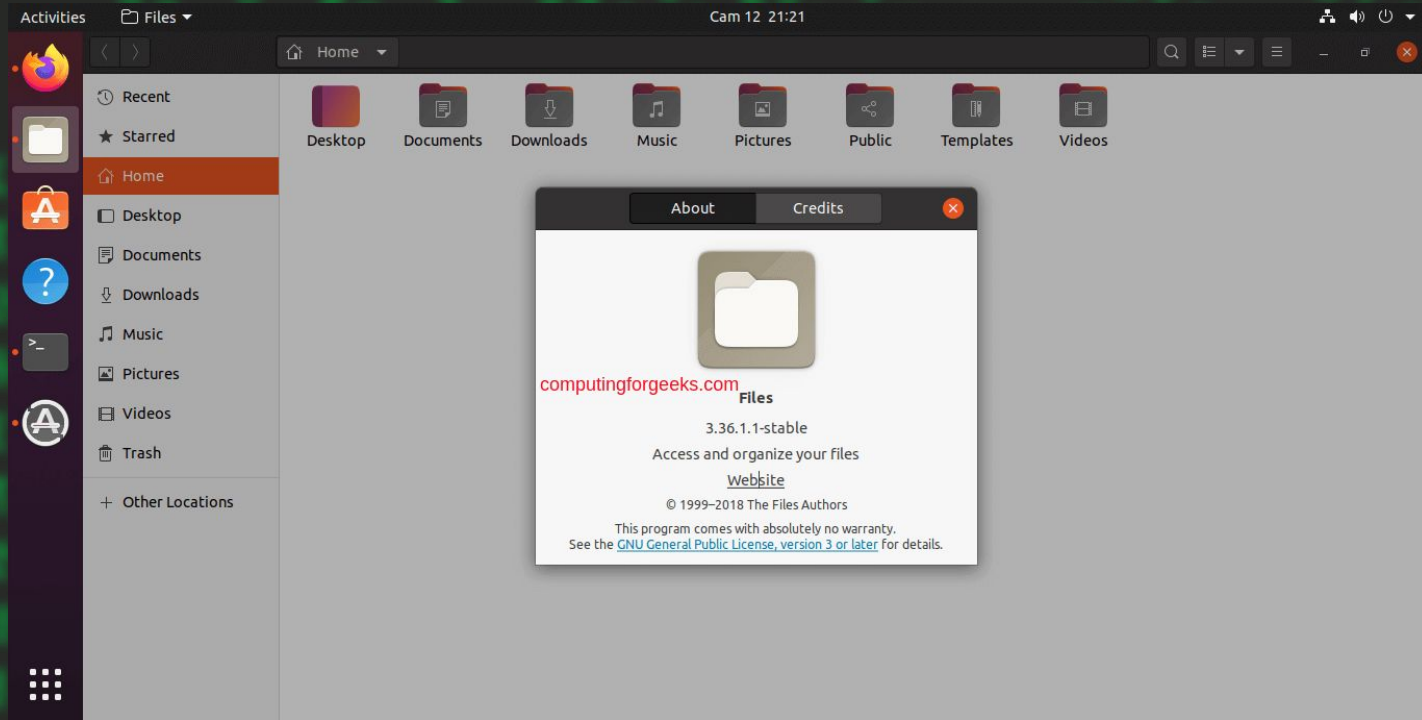 Activities
Files
Cam 12 21:21
Home
Recent
Starred
Home
Desktop
Documents
Downloads
Music
Pictures
Videos
Trash
Other Locations
Desktop
Documents
Downloads
Music
Pictures
Public
Templates
Videos
About
Credits
computingforgeeks.com
Files
3.36.1.1-stable
Access and organize your files
Website
© 1999–2018 The Files Authors
This program comes with absolutely no warranty.
See the GNU General Public License, version 3 or later for details.